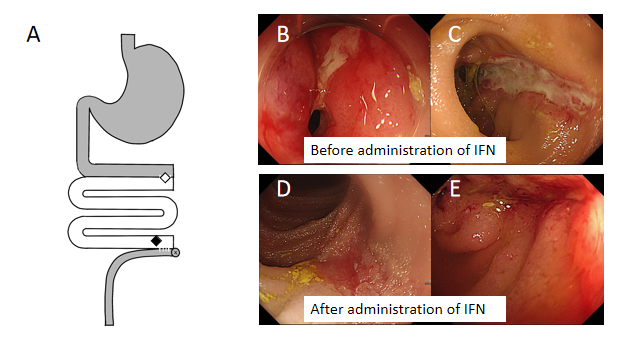 A
B
C
Before administration of IFN
D
E
After administration of IFN